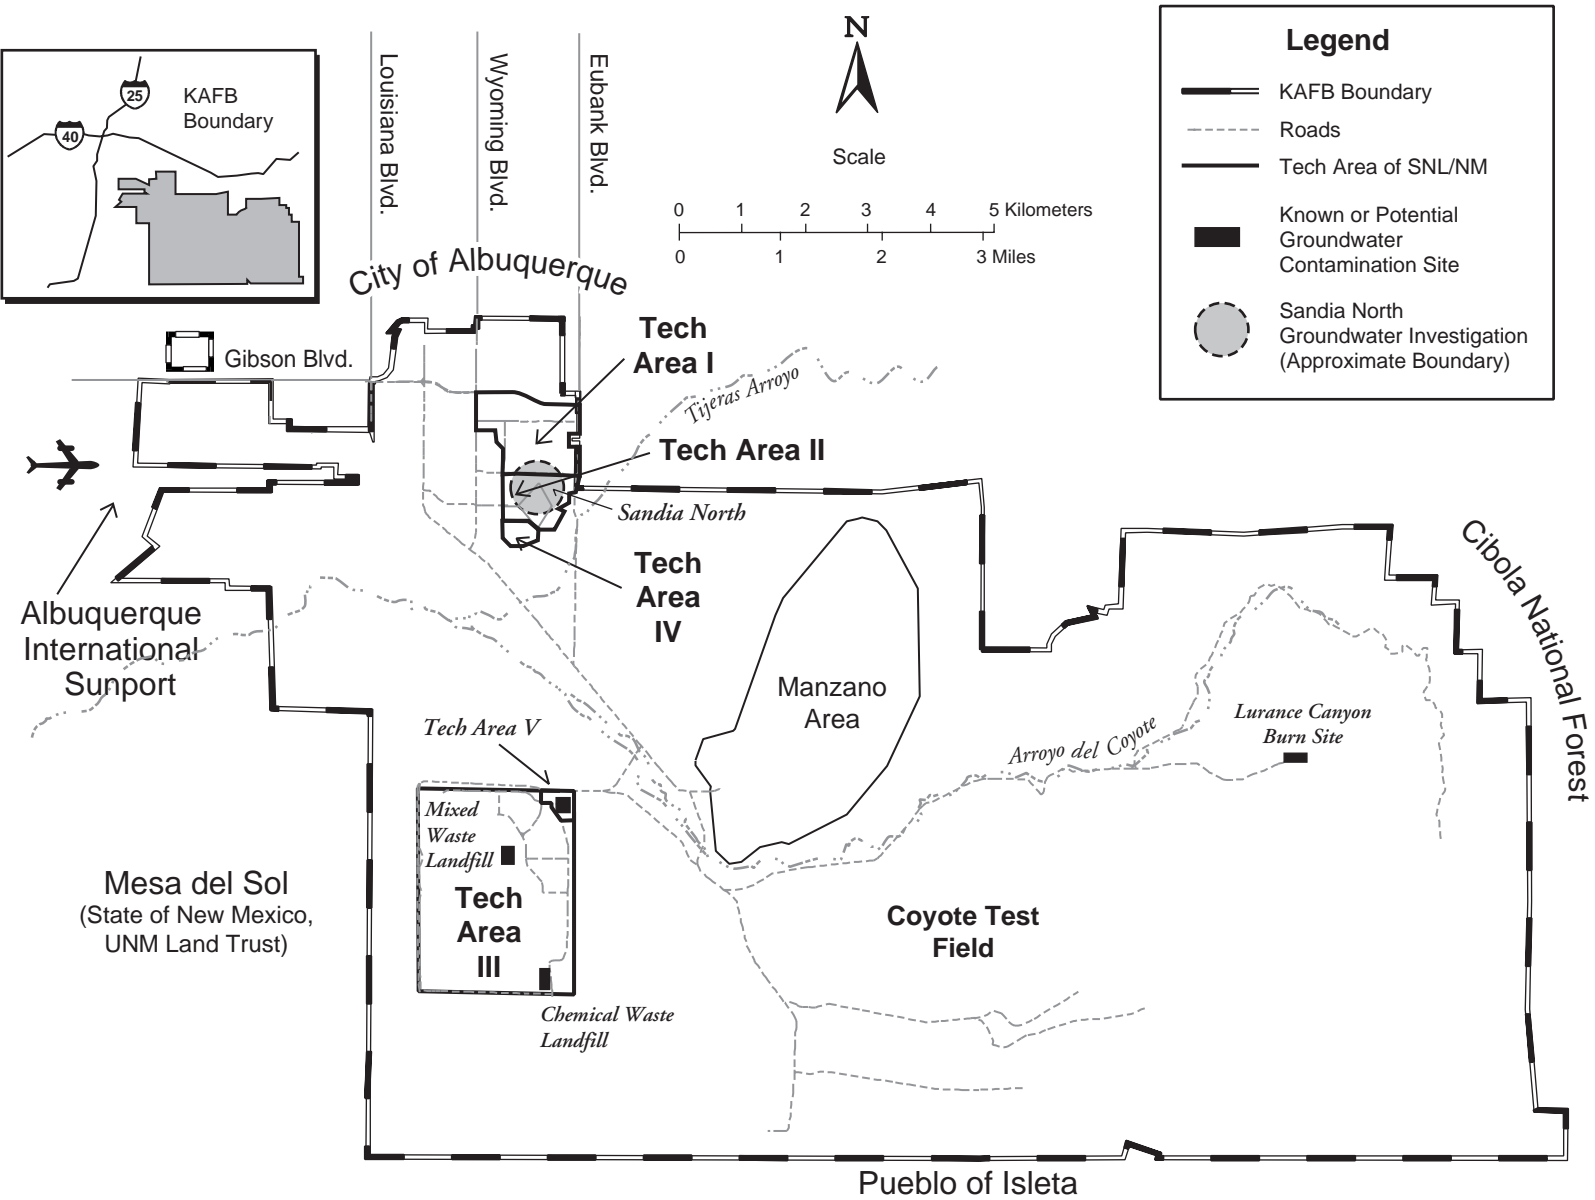 25
40
KAFB
Boundary
Louisiana Blvd.
Wyoming Blvd.
Eubank Blvd.
N
Scale
0 1 2 3 4 5 Kilometers
0 1 2 3 Miles
Legend
KAFB Boundary
Roads
Tech Area of SNL/NM
Known or Potential
Groundwater
Contamination Site
Sandia North
Groundwater Investigation
(Approximate Boundary)
City of Albuquerque
Gibson Blvd.
Tech
Area I
Tijeras Arroyo
Tech Area II
Sandia North
Tech
Area
IV
Albuquerque
International
Sunport
Manzano
Area
Cibola National Forest
Lurance Canyon
Burn Site
Arroyo del Coyote
Tech Area V
Mixed
Waste
Landfill
Tech
Area
III
Chemical Waste
Landfill
Mesa del Sol
(State of New Mexico,
UNM Land Trust)
Coyote Test
Field
Pueblo of Isleta